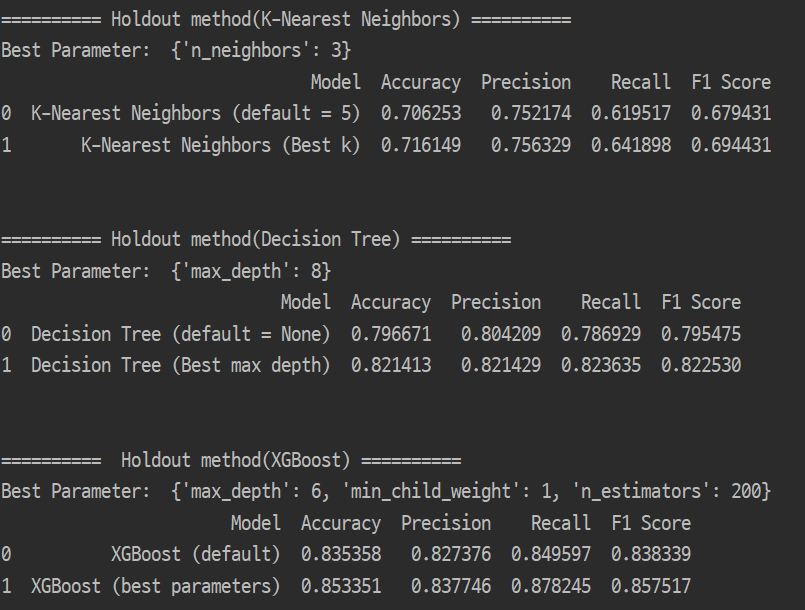 ========== Holdout method(K-Nearest Neighbors) ==========
Best Parameter:  {'n_neighbors': 3}
                               Model  Accuracy  Precision    Recall  F1 Score
0  K-Nearest Neighbors (default = 5)  0.706253   0.752174  0.619517  0.679431
1       K-Nearest Neighbors (Best k)  0.716149   0.756329  0.641898  0.694431
========== Holdout method(Decision Tree) ==========
Best Parameter:  {'max_depth': 8}
                            Model  Accuracy  Precision    Recall  F1 Score
0  Decision Tree (default = None)  0.796671   0.804209  0.786929  0.795475
1  Decision Tree (Best max depth)  0.821413   0.821429  0.823635  0.822530
==========  Holdout method(XGBoost) ==========
Best Parameter:  {'max_depth': 6, 'min_child_weight': 1, 'n_estimators': 200}
                       Model  Accuracy  Precision    Recall  F1 Score
0          XGBoost (default)  0.835358   0.827376  0.849597  0.838339
1  XGBoost (best parameters)  0.853351   0.837746  0.878245  0.857517